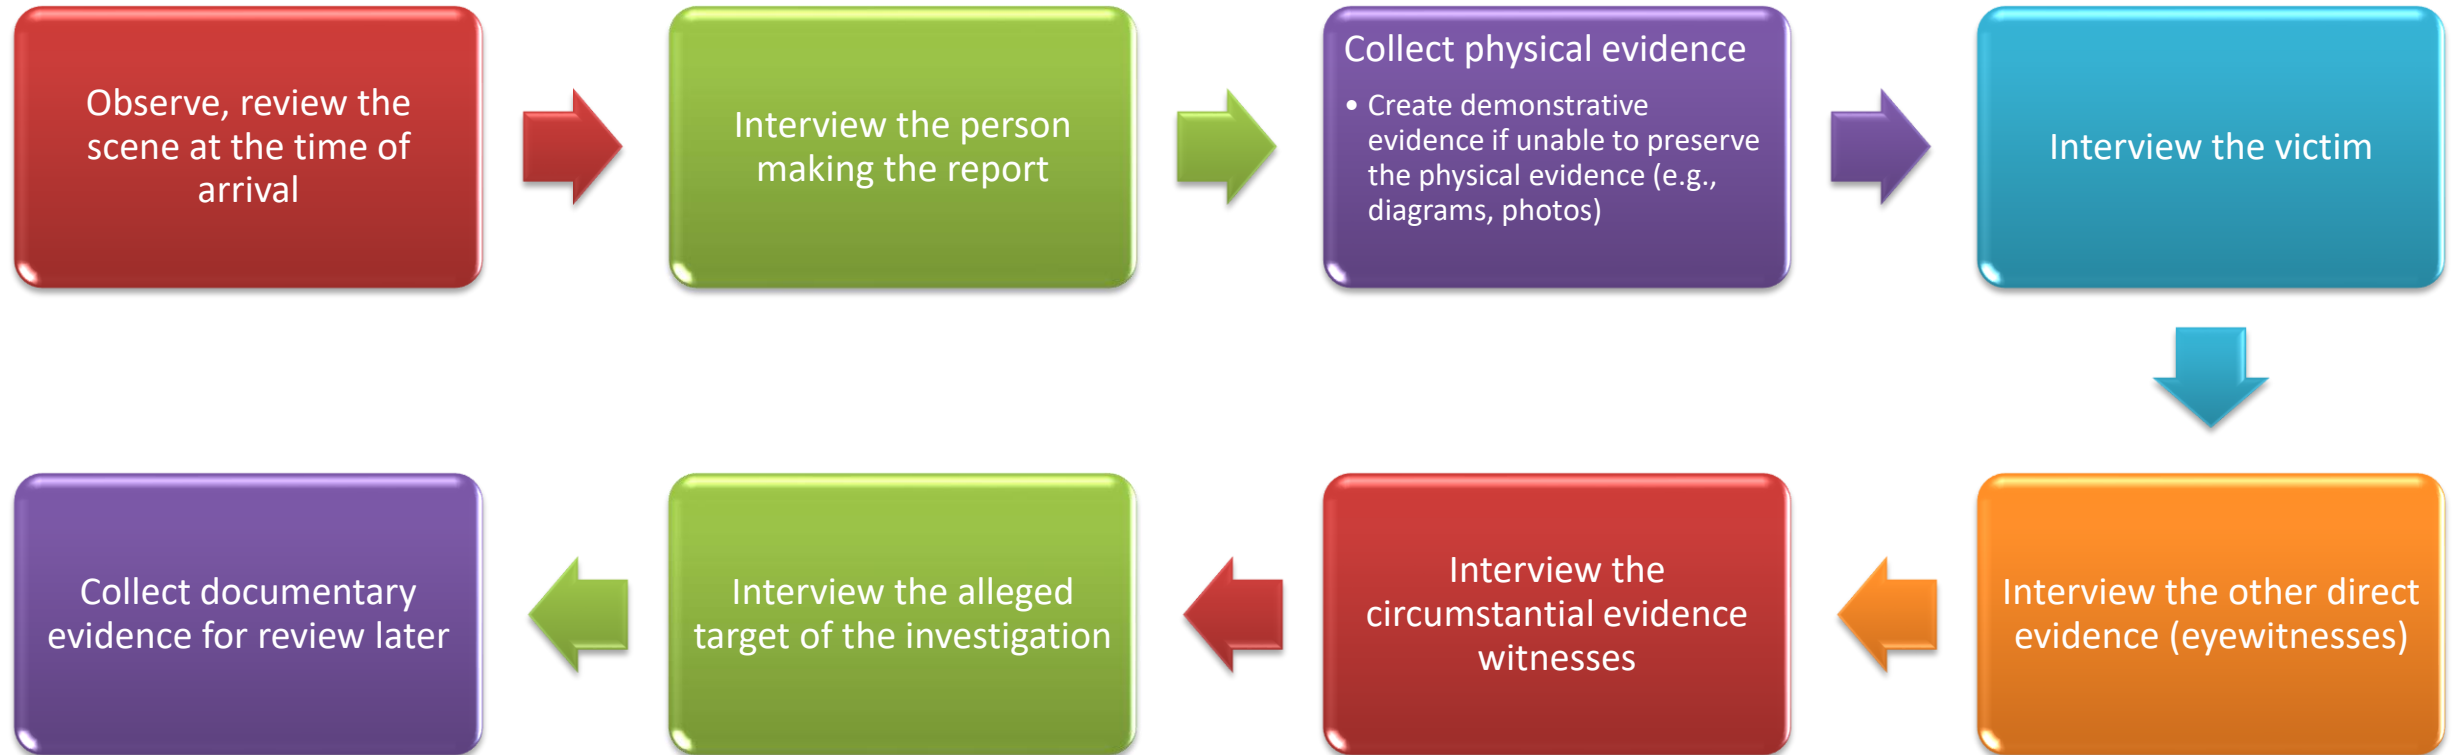 Observe, review the
scene at the time of
arrival
Interview the person
making the report
Collect physical evidence
• Create demonstrative
evidence if unable to preserve
the physical evidence (e.g.,
diagrams, photos)
Interview the victim
Interview the other direct
evidence (eyewitnesses)
Interview the
circumstantial evidence
witnesses
Interview the alleged
target of the investigation
Collect documentary
evidence for review later